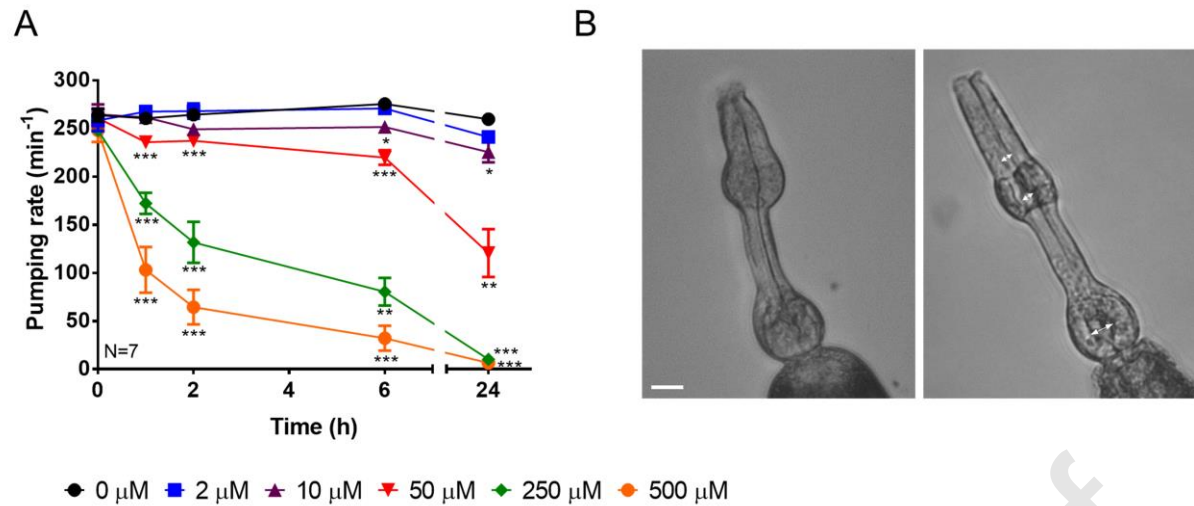 A
B
Pumping rate (min⁻¹)
300
250
200
150
100
50
0
*
***
***
***
*
***
***
**
***
***
**
***
***
***
***
N=7
0
2
4
6
24
Time (h)
0 μM
2 μM
10 μM
50 μM
250 μM
500 μM
f